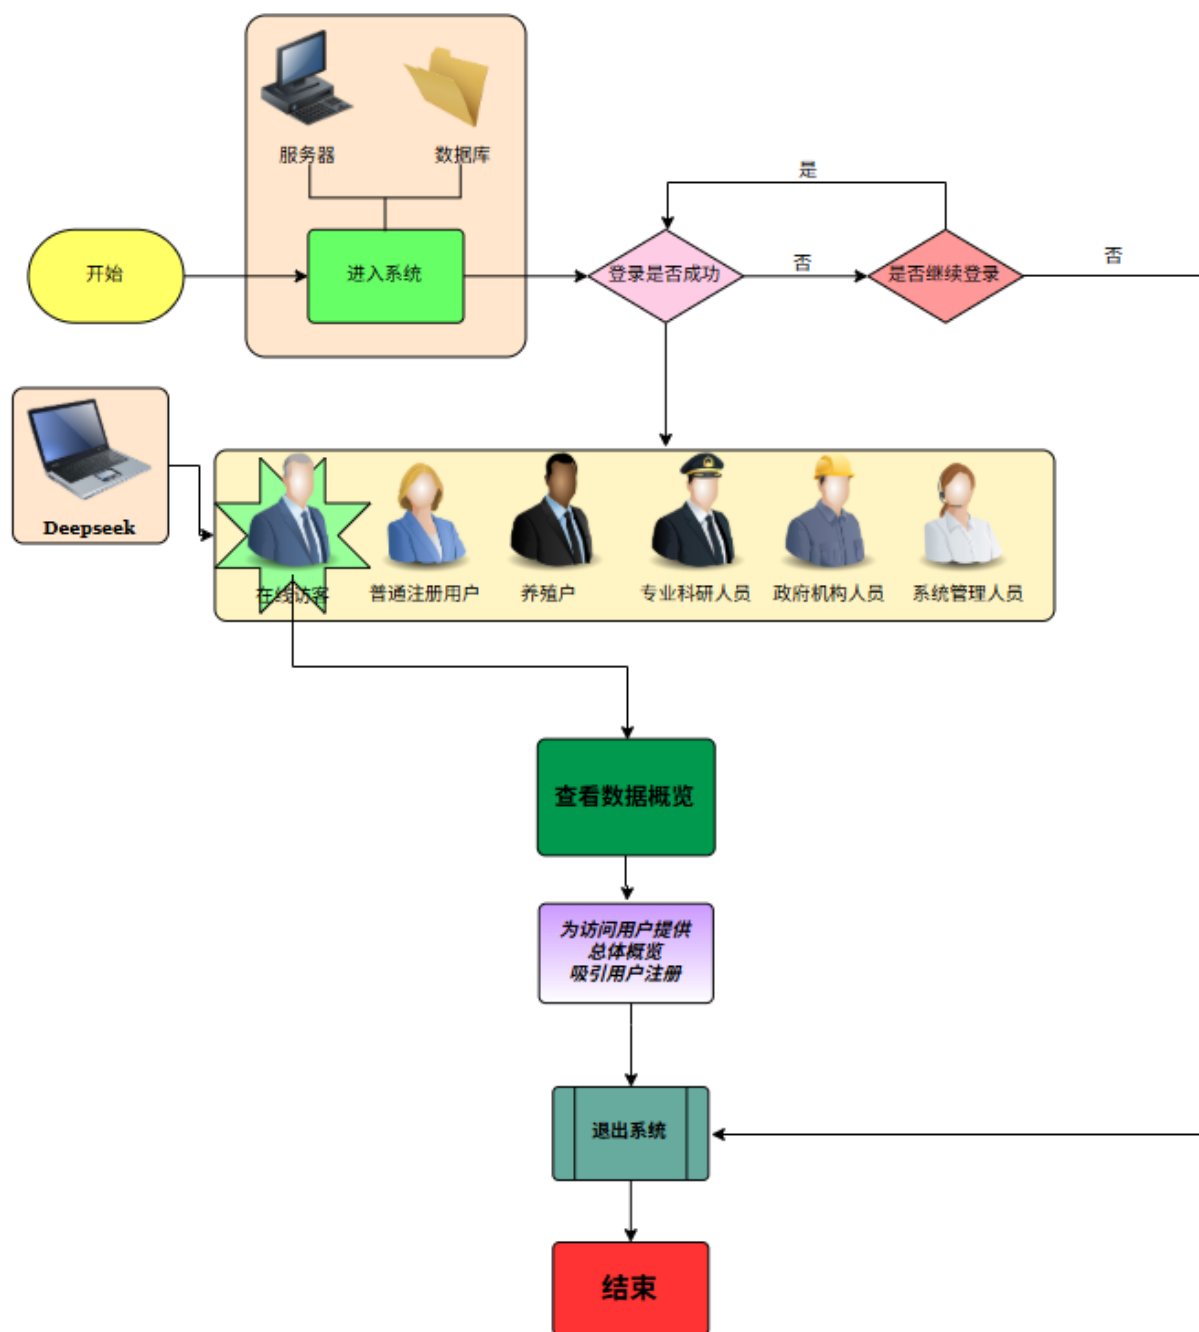 服务器
数据库
是
开始
进入系统
登录是否成功
否
是否继续登录
否
Deepseek
在线访客
普通注册用户
养殖户
专业科研人员
政府机构人员
系统管理人员
查看数据概览
为访问用户提供
总体概览
吸引用户注册
退出系统
结束